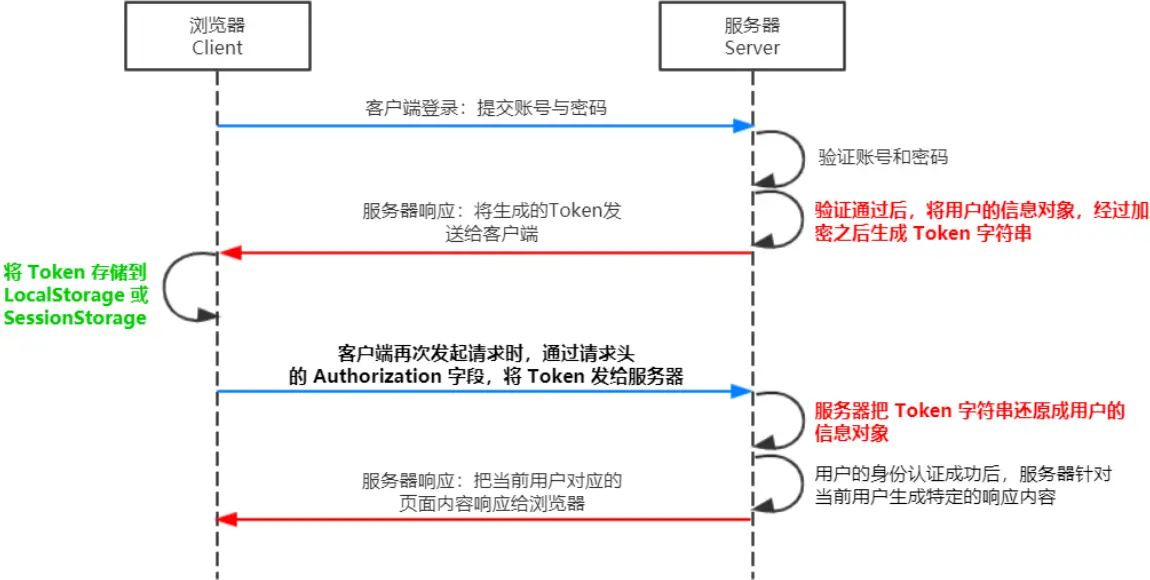 浏览器
Client
服务器
Server
客户端登录：提交账号与密码
验证账号和密码
验证通过后，将用户的信息对象，经过加
密之后生成 Token 字符串
服务器响应：将生成的Token发
送给客户端
将 Token 存储到
LocalStorage 或
SessionStorage
客户端再次发起请求时，通过请求头
的 Authorization 字段，将 Token 发给服务器
服务器把 Token 字符串还原成用户的
信息对象
用户的身份认证成功后，服务器针对
当前用户生成特定的响应内容
服务器响应：把当前用户对应的
页面内容响应给浏览器